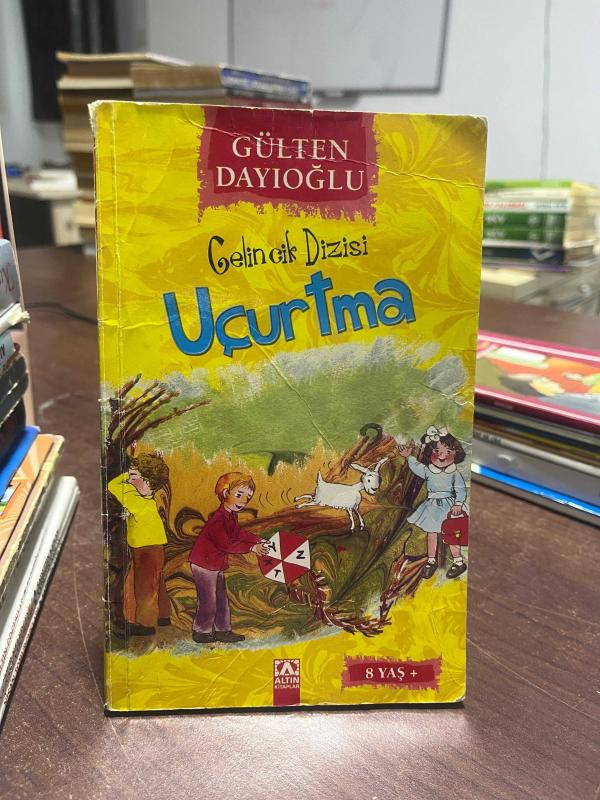 GÜLTEN
DAYIOĞLU
Gelincik Dizisi
Uçurtma
8 YAŞ +
ALTIN
KİTAPLAR